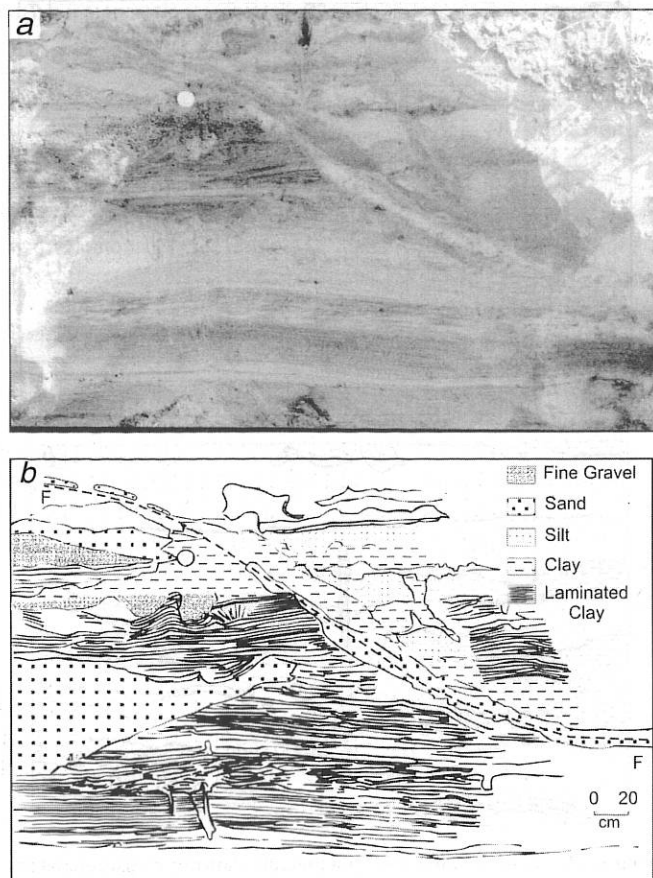 a
b
F
Fine Gravel
Sand
Silt
Clay
Laminated
Clay
F
0 20
cm